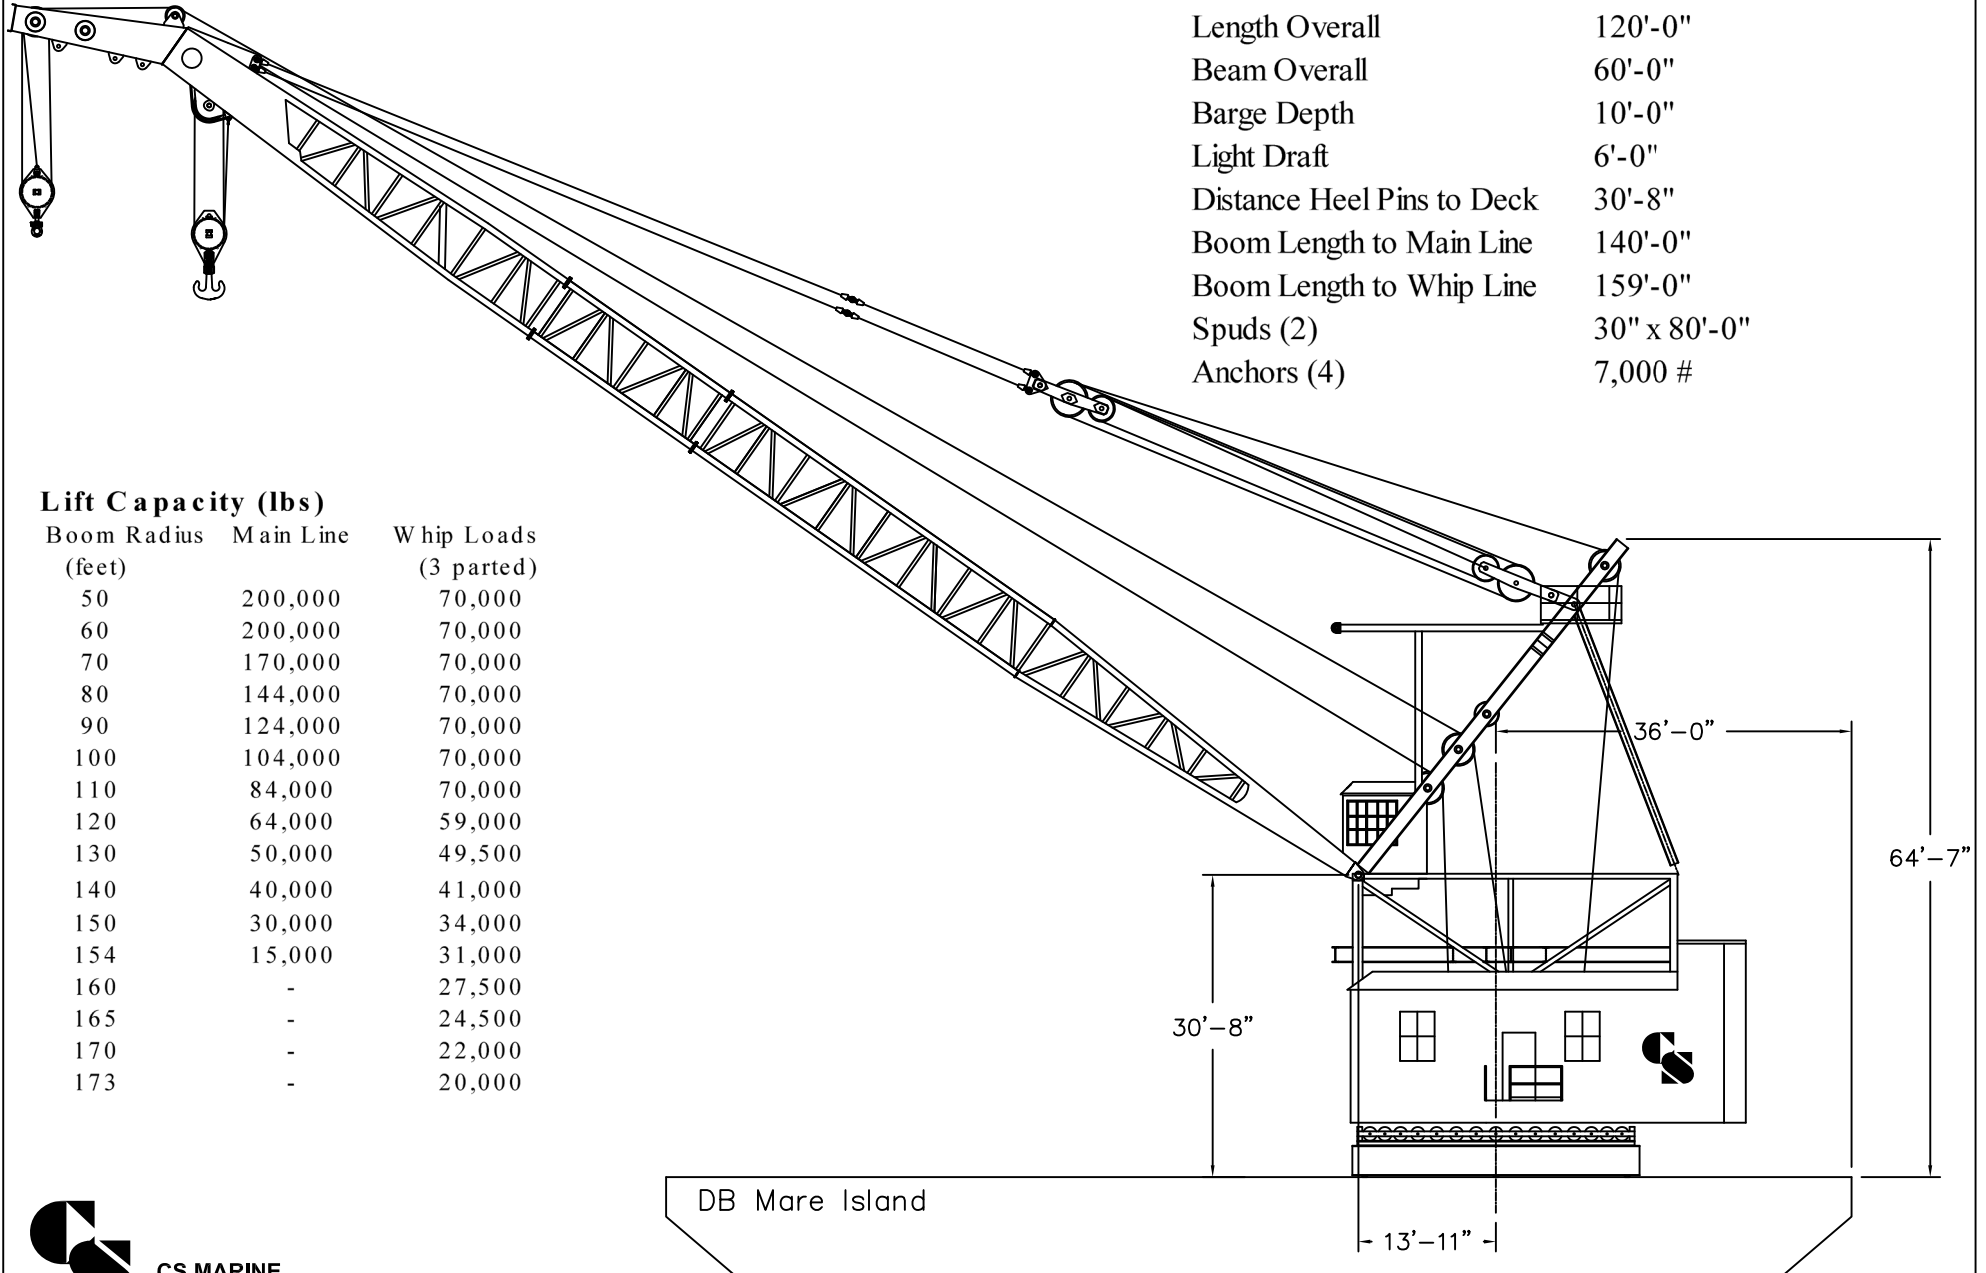 Length Overall 120'-0"
Beam Overall 60'-0"
Barge Depth 10'-0"
Light Draft 6'-0"
Distance Heel Pins to Deck 30'-8"
Boom Length to Main Line 140'-0"
Boom Length to Whip Line 159'-0"
Spuds (2) 30" x 80'-0"
Anchors (4) 7,000 #
Lift Capacity (lbs)
Boom Radius Main Line Whip Loads
(feet) (3 parted)
50 200,000 70,000
60 200,000 70,000
70 170,000 70,000
80 144,000 70,000
90 124,000 70,000
100 104,000 70,000
110 84,000 70,000
120 64,000 59,000
130 50,000 49,500
140 40,000 41,000
150 30,000 34,000
154 15,000 31,000
160 - 27,500
165 - 24,500
170 - 22,000
173 - 20,000
36'-0"
64'-7"
30'-8"
CS
DB Mare Island
13'-11"
CS
CS MARINE